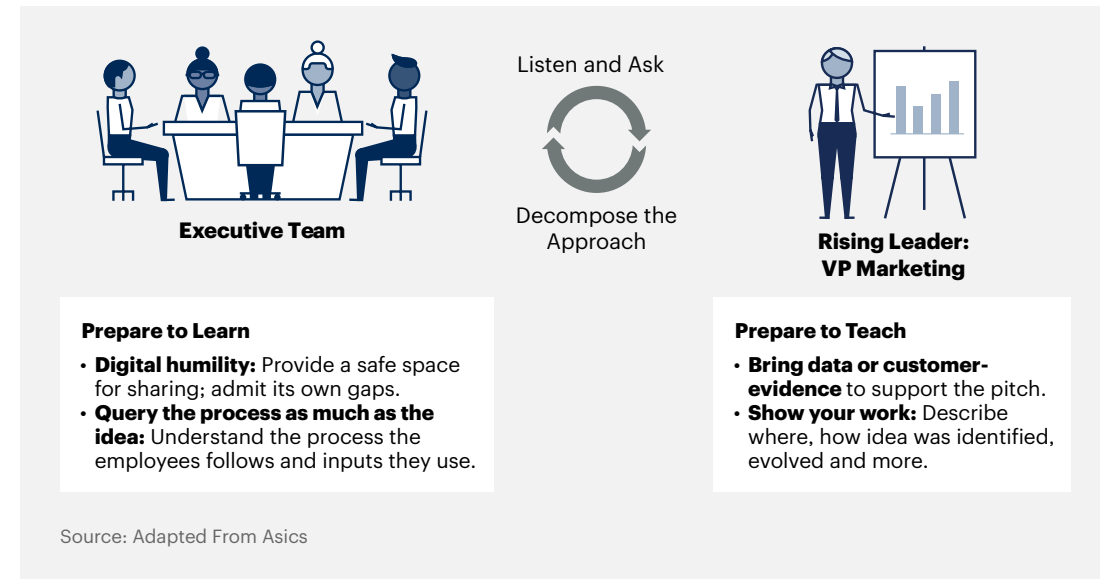 Listen and Ask
Decompose the
Approach
Executive Team
Rising Leader:
VP Marketing
Prepare to Learn
• Digital humility: Provide a safe space
for sharing; admit its own gaps.
• Query the process as much as the
idea: Understand the process the
employees follows and inputs they use.
Prepare to Teach
• Bring data or customer-
evidence to support the pitch.
• Show your work: Describe
where, how idea was identified,
evolved and more.
Source: Adapted From Asics